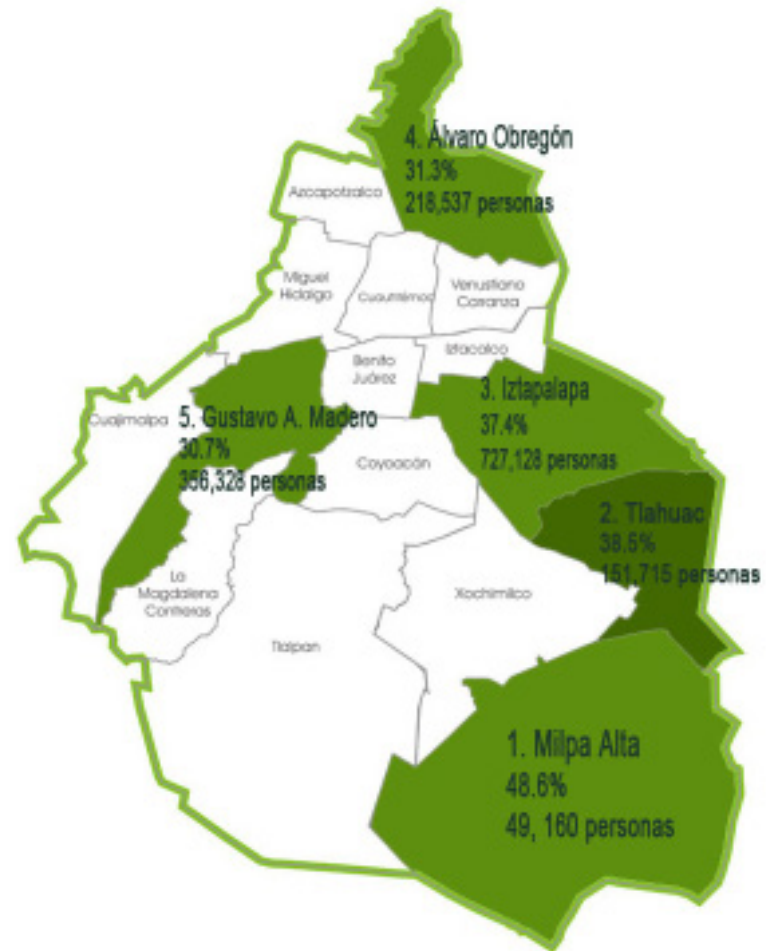 4. Álvaro Obregón
31.3%
218,537 personas
Azcapotzalco
Miguel
Hidalgo
Cuauhtémoc
Venustiano
Carranza
Iztacalco
Benito
Juárez
3. Iztapalapa
37.4%
727,128 personas
Cuajimalpa
5. Gustavo A. Madero
30.7%
356,328 personas
Coyoacán
2. Tlahuac
38.5%
151,715 personas
La
Magdalena
Contreras
Xochimilco
Tlalpan
1. Milpa Alta
48.6%
49, 160 personas